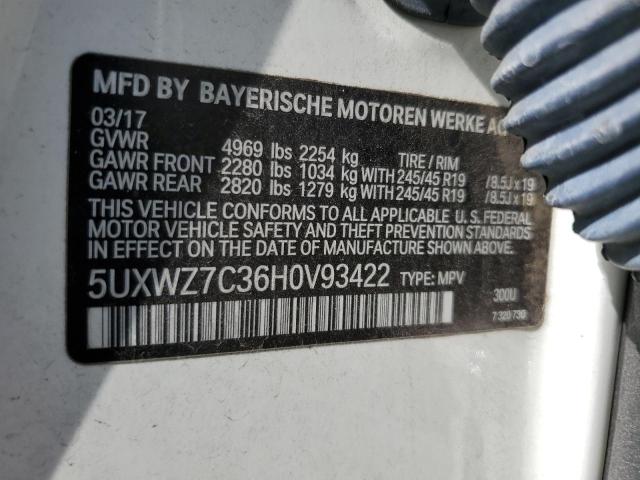 MFD BY BAYERISCHE MOTOREN WERKE AG
03/17
GVWR 4969 lbs 2254 kg TIRE / RIM
GAWR FRONT 2280 lbs 1034 kg WITH 245/45 R19 /8.5J x 19
GAWR REAR 2820 lbs 1279 kg WITH 245/45 R19 /8.5J x 19
THIS VEHICLE CONFORMS TO ALL APPLICABLE U.S. FEDERAL
MOTOR VEHICLE SAFETY AND THEFT PREVENTION STANDARDS
IN EFFECT ON THE DATE OF MANUFACTURE SHOWN ABOVE.
5UXWZ7C36H0V93422 TYPE: MPV
300U
7 320 730